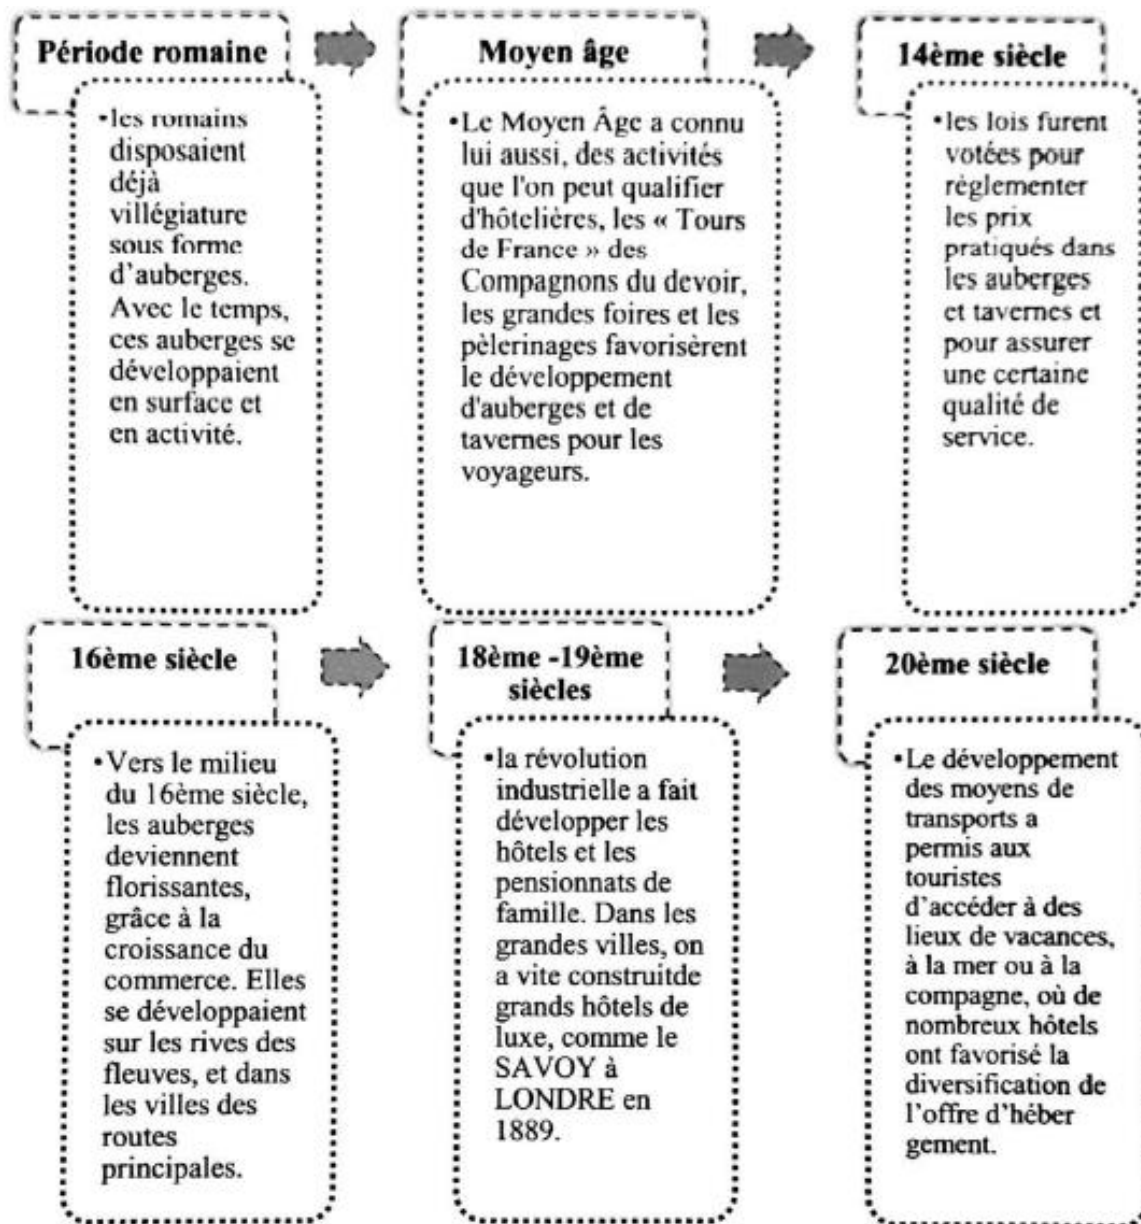 Période romaine
•les romains
disposaient
déjà
villégiature
sous forme
d’auberges.
Avec le temps,
ces auberges se
développaient
en surface et
en activité.
Moyen âge
•Le Moyen Âge a connu
lui aussi, des activités
que l'on peut qualifier
d'hôtelières, les « Tours
de France » des
Compagnons du devoir,
les grandes foires et les
pèlerinages favorisèrent
le développement
d'auberges et de
tavernes pour les
voyageurs.
14ème siècle
•les lois furent
votées pour
règlementer
les prix
pratiqués dans
les auberges
et tavernes et
pour assurer
une certaine
qualité de
service.
16ème siècle
•Vers le milieu
du 16ème siècle,
les auberges
deviennent
florissantes,
grâce à la
croissance du
commerce. Elles
se développaient
sur les rives des
fleuves, et dans
les villes des
routes
principales.
18ème -19ème
siècles
•la révolution
industrielle a fait
développer les
hôtels et les
pensionnats de
famille. Dans les
grandes villes, on
a vite construitde
grands hôtels de
luxe, comme le
SAVOY à
LONDRE en
1889.
20ème siècle
•Le développement
des moyens de
transports a
permis aux
touristes
d’accéder à des
lieux de vacances,
à la mer ou à la
compagne, où de
nombreux hôtels
ont favorisé la
diversification de
l’offre d’héber
gement.